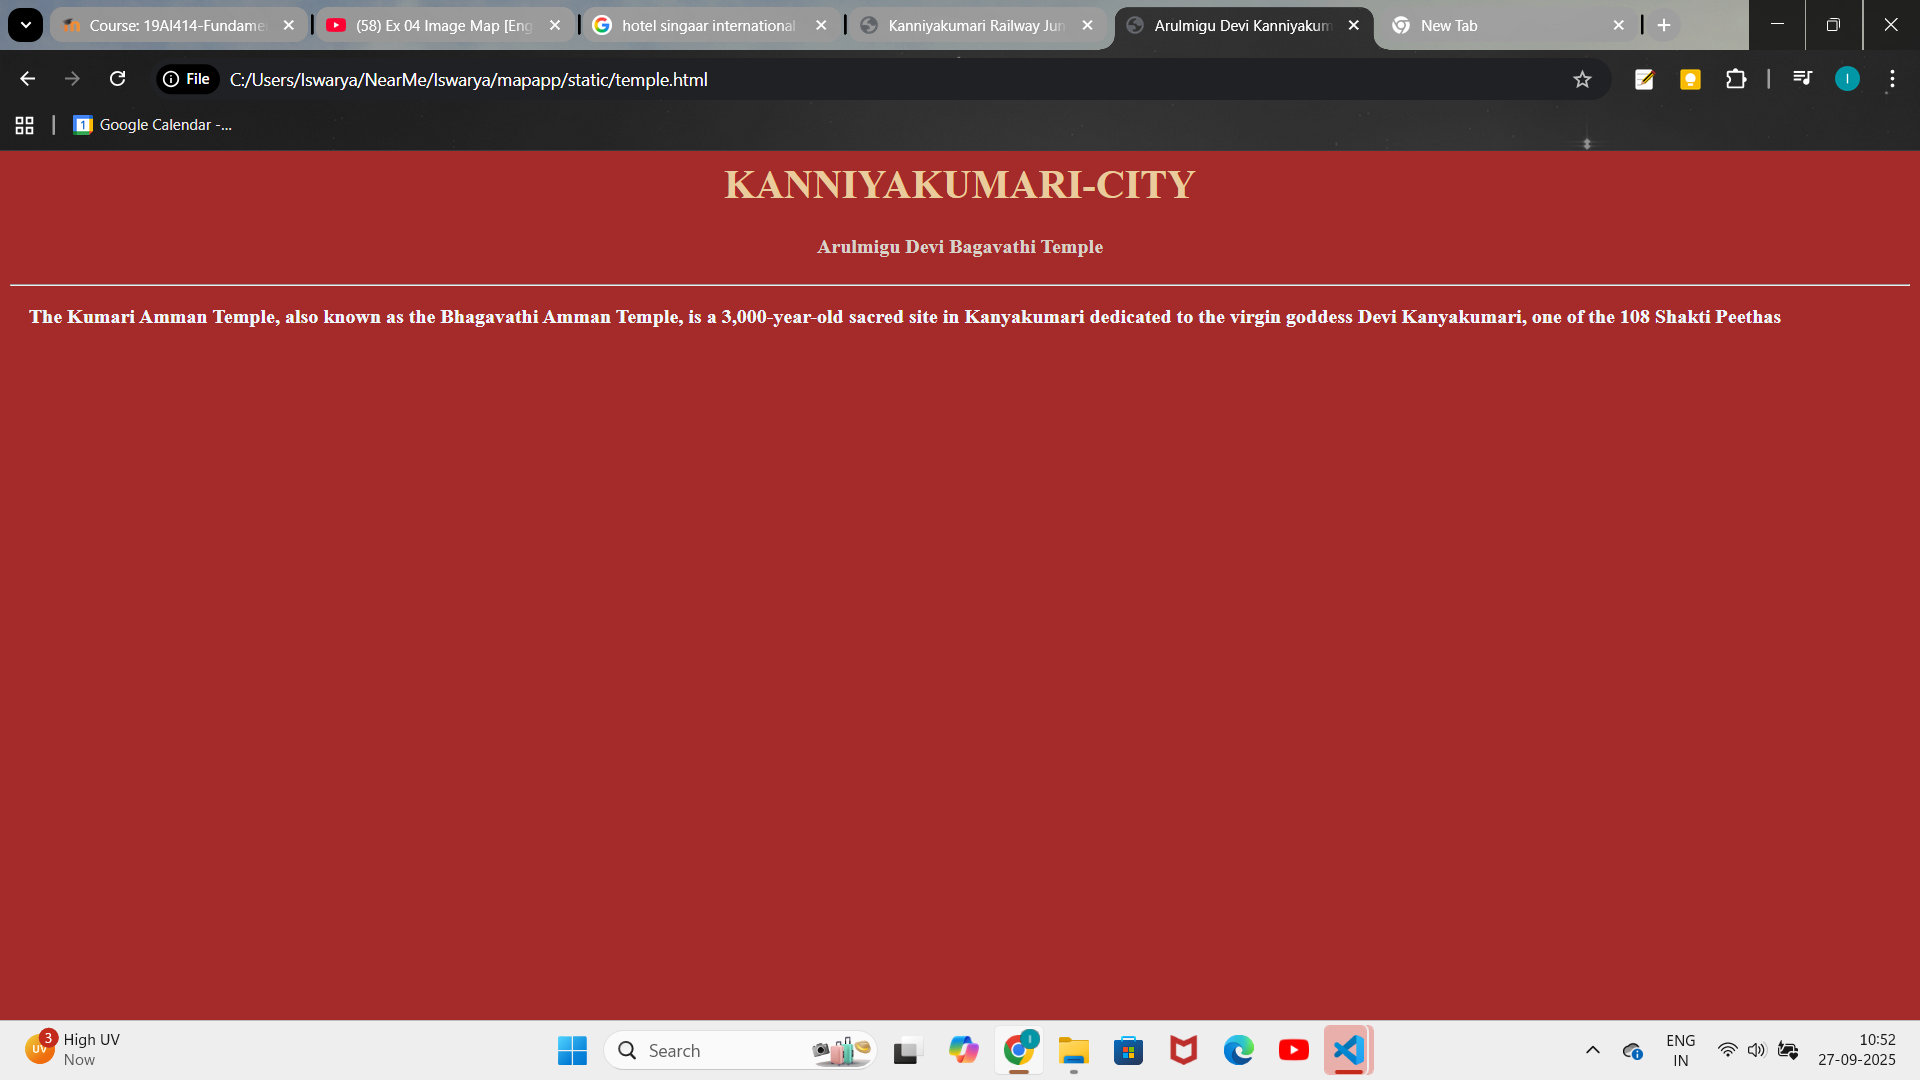 Course: 19AI414-Fundame
(58) Ex 04 Image Map [Eng
hotel singaar international
Kanniyakumari Railway Jun
Arulmigu Devi Kanniyakum
New Tab
File
C:/Users/Iswarya/NearMe/Iswarya/mapapp/static/temple.html
I
1
Google Calendar -...
KANNIYAKUMARI-CITY
Arulmigu Devi Bagavathi Temple
The Kumari Amman Temple, also known as the Bhagavathi Amman Temple, is a 3,000-year-old sacred site in Kanyakumari dedicated to the virgin goddess Devi Kanyakumari, one of the 108 Shakti Peethas
UV
3
High UV
Now
Search
I
ENG
IN
10:52
27-09-2025